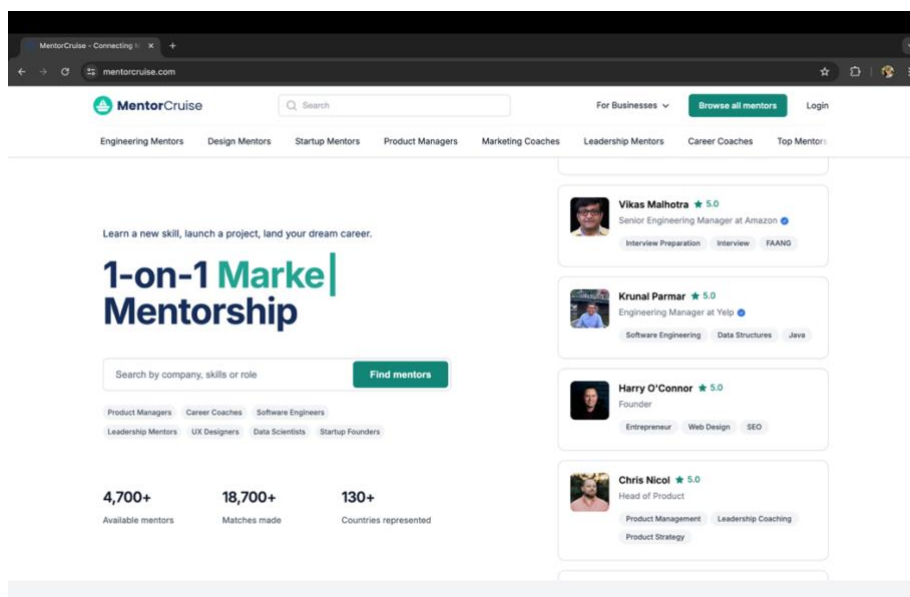 MentorCruise - Connecting
mentorcruise.com
MentorCruise
Search
For Businesses
Browse all mentors
Login
Engineering Mentors Design Mentors Startup Mentors Product Managers Marketing Coaches Leadership Mentors Career Coaches Top Mentors
Learn a new skill, launch a project, land your dream career.
1-on-1 Marke
Mentorship
Search by company, skills or role
Find mentors
Product Managers Career Coaches Software Engineers
Leadership Mentors UX Designers Data Scientists Startup Founders
4,700+ 18,700+ 130+
Available mentors Matches made Countries represented
Vikas Malhotra ★ 5.0
Senior Engineering Manager at Amazon
Interview Preparation Interview FAANG
Krunal Parmar ★ 5.0
Engineering Manager at Yelp
Software Engineering Data Structures Java
Harry O'Connor ★ 5.0
Founder
Entrepreneur Web Design SEO
Chris Nicol ★ 5.0
Head of Product
Product Management Leadership Coaching
Product Strategy